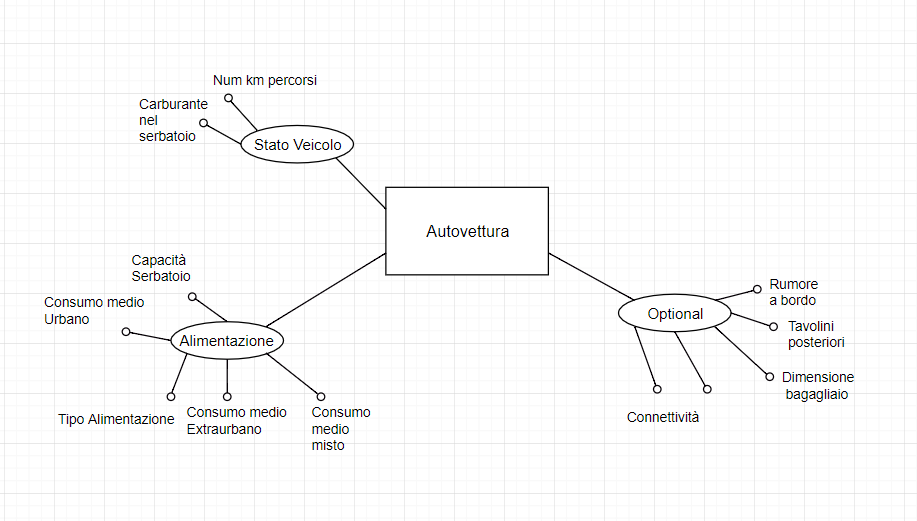 Num km percorsi
Carburante
nel
serbatoio
Stato Veicolo
Autovettura
Capacità
Serbatoio
Consumo medio
Urbano
Alimentazione
Tipo Alimentazione
Consumo medio
Extraurbano
Consumo
medio
misto
Optional
Rumore
a bordo
Tavolini
posteriori
Dimensione
bagagliaio
Connettività